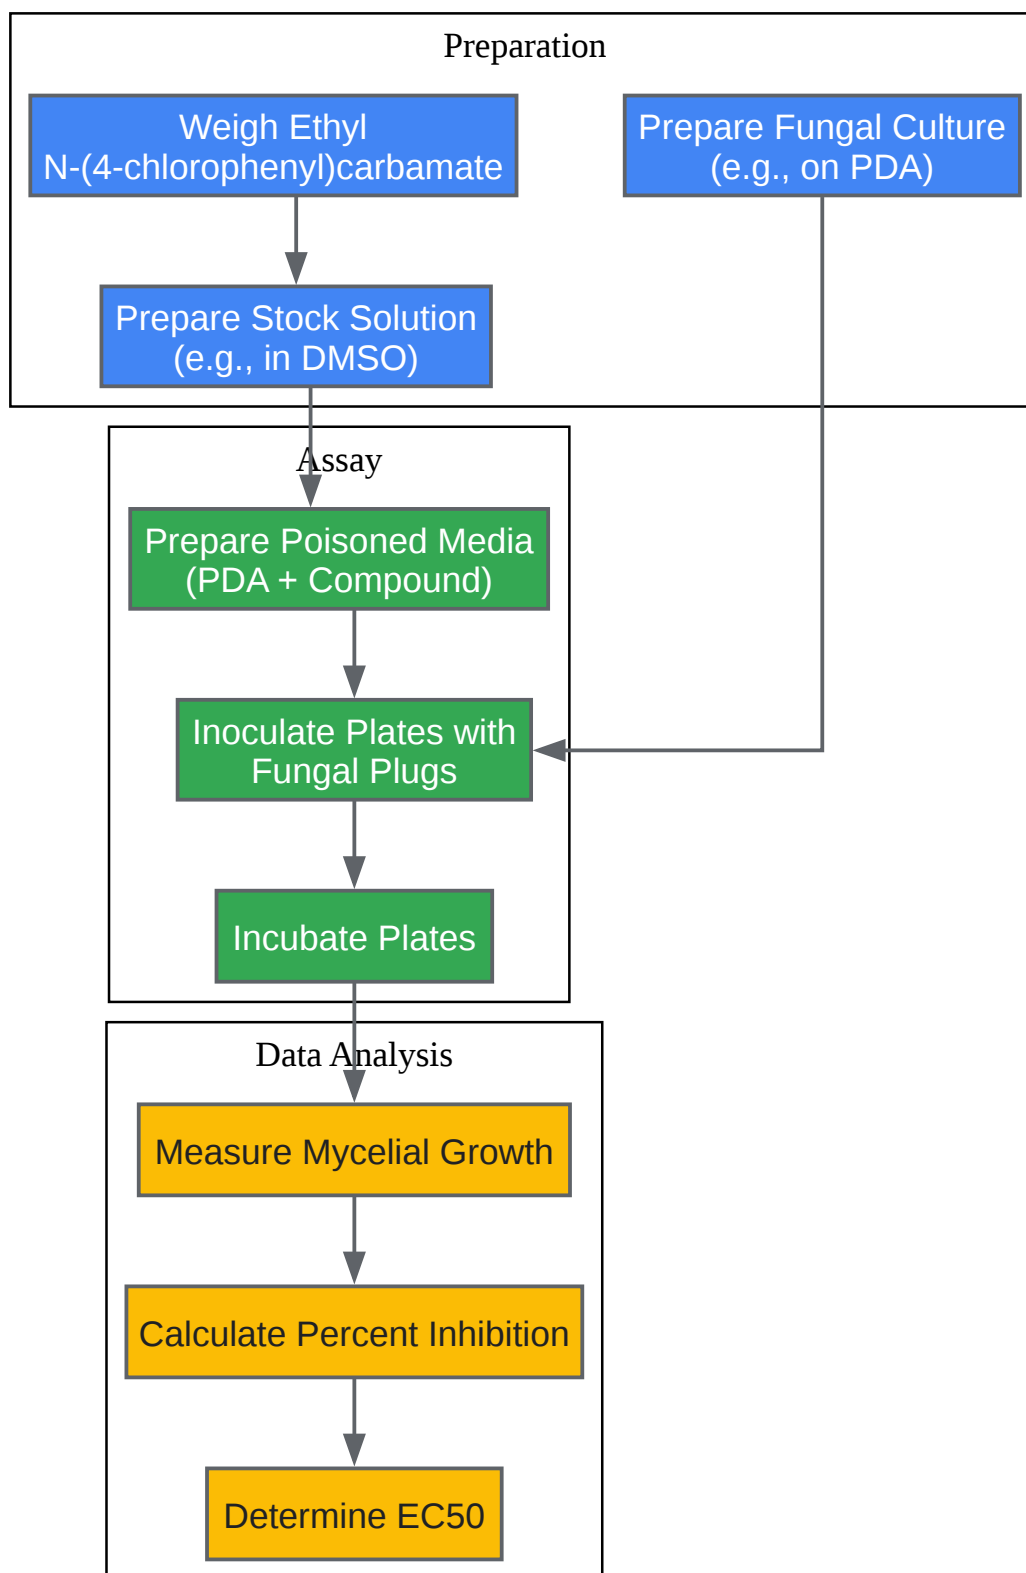 Preparation
Weigh Ethyl
N-(4-chlorophenyl)carbamate
Prepare Fungal Culture
(e.g., on PDA)
Prepare Stock Solution
(e.g., in DMSO)
Assay
Prepare Poisoned Media
(PDA + Compound)
Inoculate Plates with
Fungal Plugs
Incubate Plates
Data Analysis
Measure Mycelial Growth
Calculate Percent Inhibition
Determine EC50